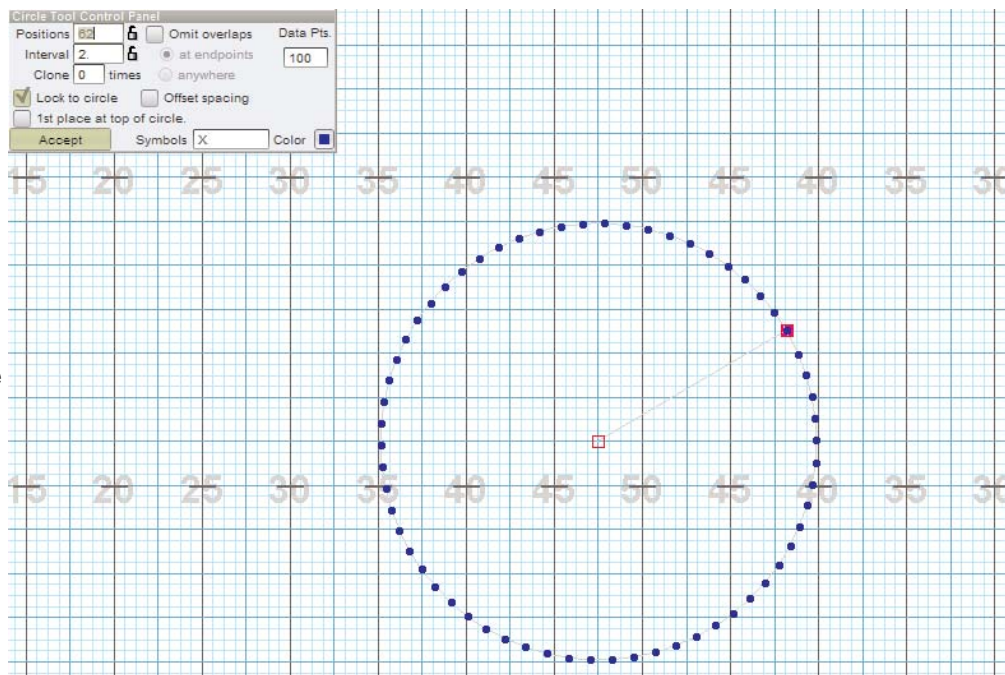 Circle Tool Control Panel
Positions 62 Omit overlaps Data Pts.
Interval 2. at endpoints 100
Clone 0 times anywhere
Lock to circle Offset spacing
1st place at top of circle.
Accept Symbols X Color
15 20 25 30 35 40 45 50 45 40 35 30
15 20 25 30 35 40 45 50 45 40 35 30